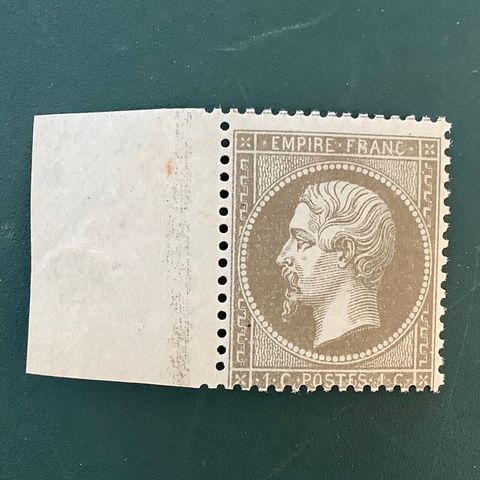 EMPIRE · FRANC ·
· 1 · C · POSTES · 1 · C ·